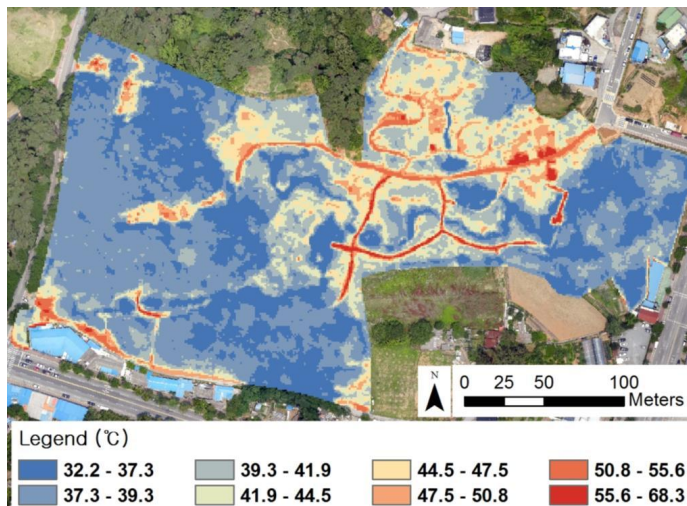 N
0 25 50 100
Meters
Legend (℃)
32.2 - 37.3 39.3 - 41.9 44.5 - 47.5 50.8 - 55.6
37.3 - 39.3 41.9 - 44.5 47.5 - 50.8 55.6 - 68.3